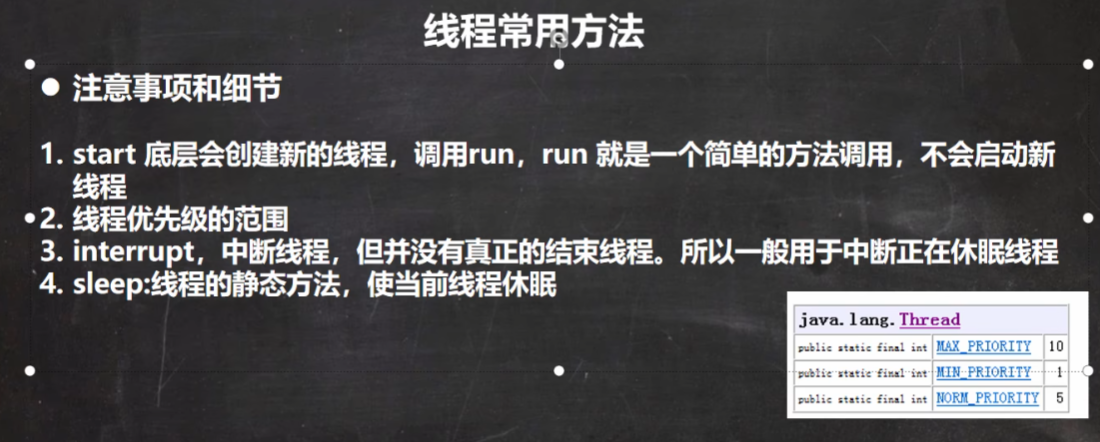 线程常用方法
● 注意事项和细节
1. start 底层会创建新的线程，调用run，run 就是一个简单的方法调用，不会启动新
线程
2. 线程优先级的范围
3. interrupt，中断线程，但并没有真正的结束线程。所以一般用于中断正在休眠线程
4. sleep:线程的静态方法，使当前线程休眠
java.lang.Thread
public static final int MAX_PRIORITY 10
public static final int MIN_PRIORITY 1
public static final int NORM_PRIORITY 5